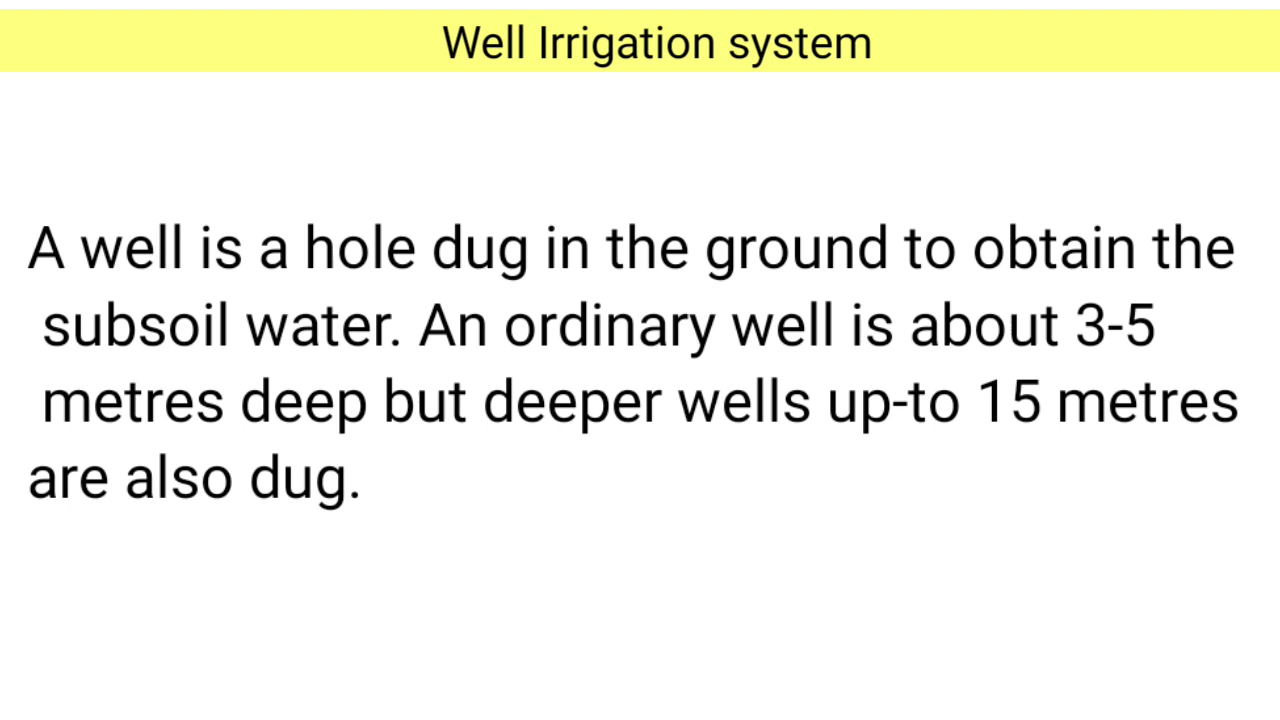 Well Irrigation system
A well is a hole dug in the ground to obtain the
subsoil water. An ordinary well is about 3-5
metres deep but deeper wells up-to 15 metres
are also dug.